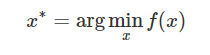 x* = arg min f(x)
x